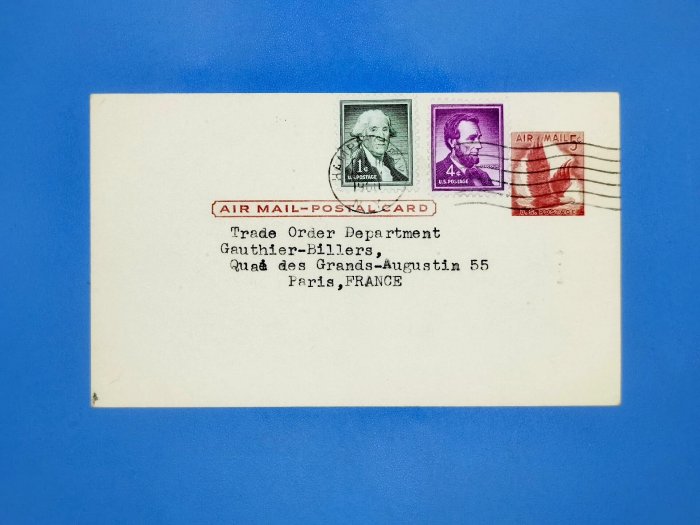 1¢
U.S. POSTAGE
4¢
U.S. POSTAGE
AIR MAIL 5¢
U.S. POSTAGE
AIR MAIL-POSTAL CARD
Trade Order Department
Gauthier-Billers,
Quai des Grands-Augustin 55
Paris,FRANCE